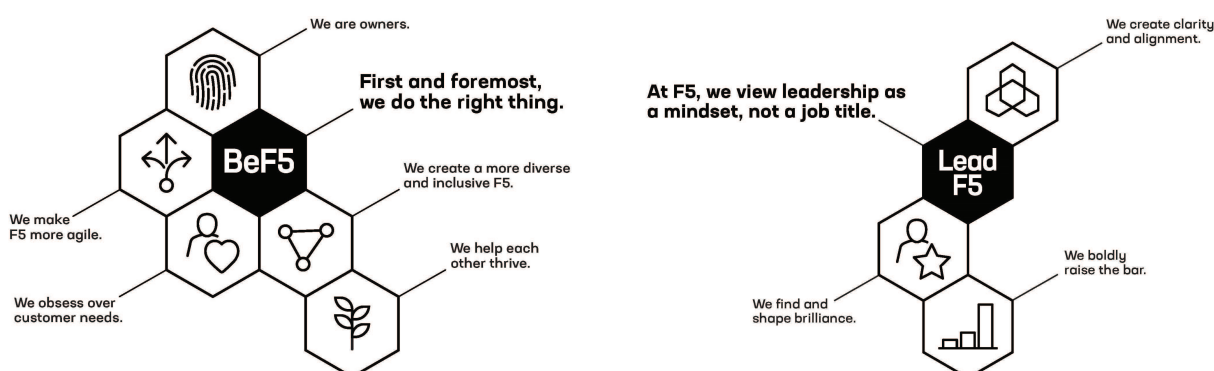 We are owners.
First and foremost,
we do the right thing.
BeF5
We create a more diverse
and inclusive F5.
We make
F5 more agile.
We help each
other thrive.
We obsess over
customer needs.
We create clarity
and alignment.
At F5, we view leadership as
a mindset, not a job title.
Lead
F5
We boldly
raise the bar.
We find and
shape brilliance.